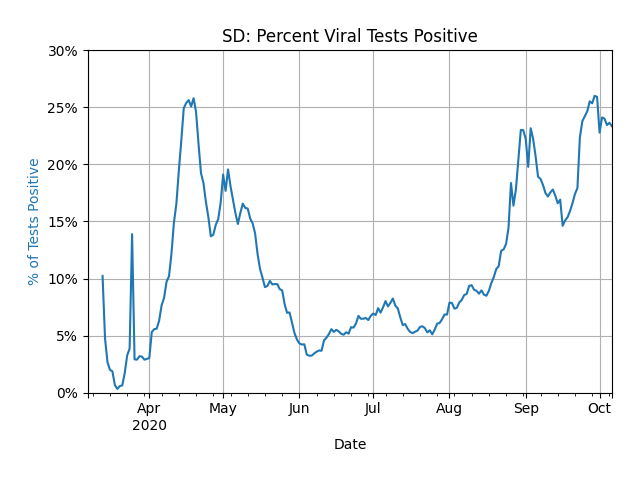 SD: Percent Viral Tests Positive
30%
25%
20%
15%
10%
5%
0%
% of Tests Positive
Apr May Jun Jul Aug Sep Oct
2020
Date